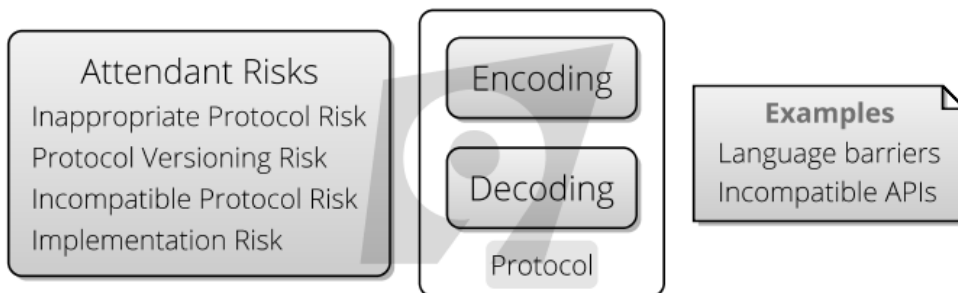 Attendant Risks
Inappropriate Protocol Risk
Protocol Versioning Risk
Incompatible Protocol Risk
Implementation Risk
Encoding
Decoding
Protocol
Examples
Language barriers
Incompatible APIs